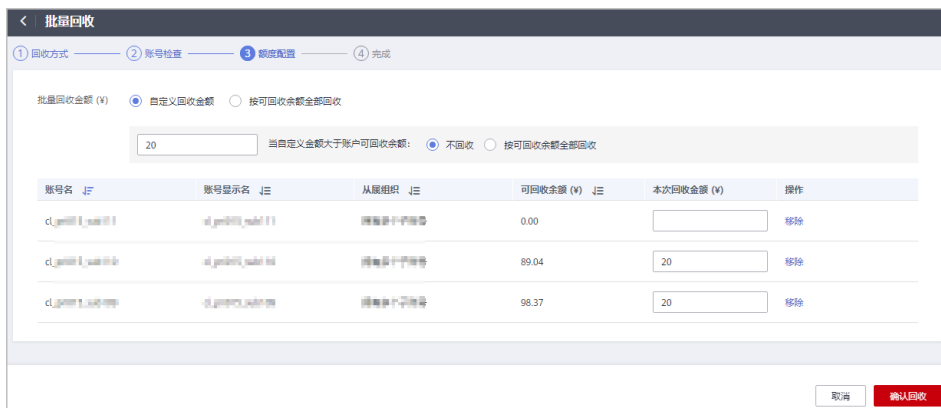 批量回收
1 回收方式 2 账号检查 3 额度配置 4 完成
批量回收金额 (¥) 自定义回收金额 按可回收余额全部回收
20 当自定义金额大于账户可回收余额: 不回收 按可回收余额全部回收
账号名 账号显示名 从属组织 可回收余额 (¥) 本次回收金额 (¥) 操作
0.00 移除
89.04 20 移除
98.37 20 移除
取消 确认回收